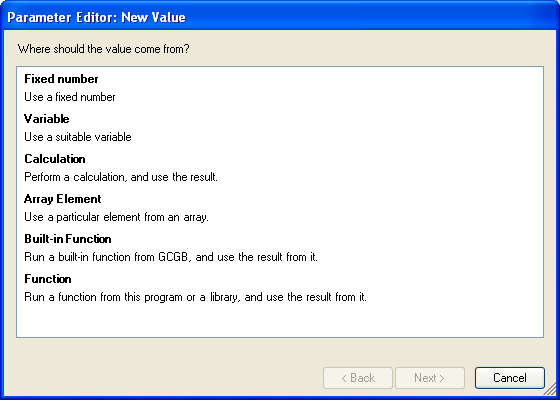 Parameter Editor: New Value
Where should the value come from?
Fixed number
Use a fixed number
Variable
Use a suitable variable
Calculation
Perform a calculation, and use the result.
Array Element
Use a particular element from an array.
Built-in Function
Run a built-in function from GCGB, and use the result from it.
Function
Run a function from this program or a library, and use the result from it.
< Back Next > Cancel